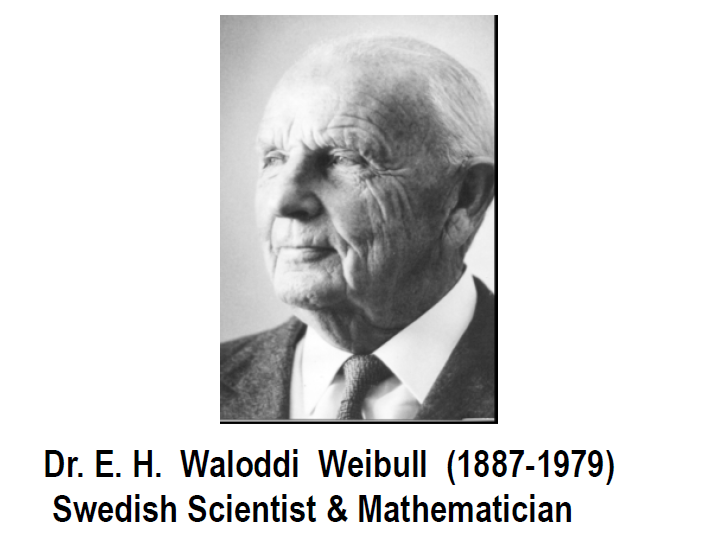 Dr. E. H. Waloddi Weibull (1887-1979)
Swedish Scientist & Mathematician